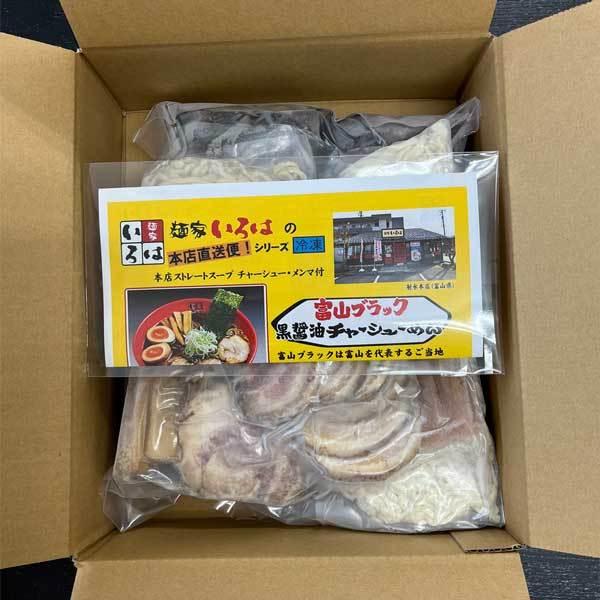 麺家
いろは
麺家いろはの
本店直送便！シリーズ 冷凍
本店ストレートスープ チャーシュー・メンマ付
射水本店(富山県)
富山ブラック
黒醤油チャーシューめん
富山ブラックは富山を代表するご当地